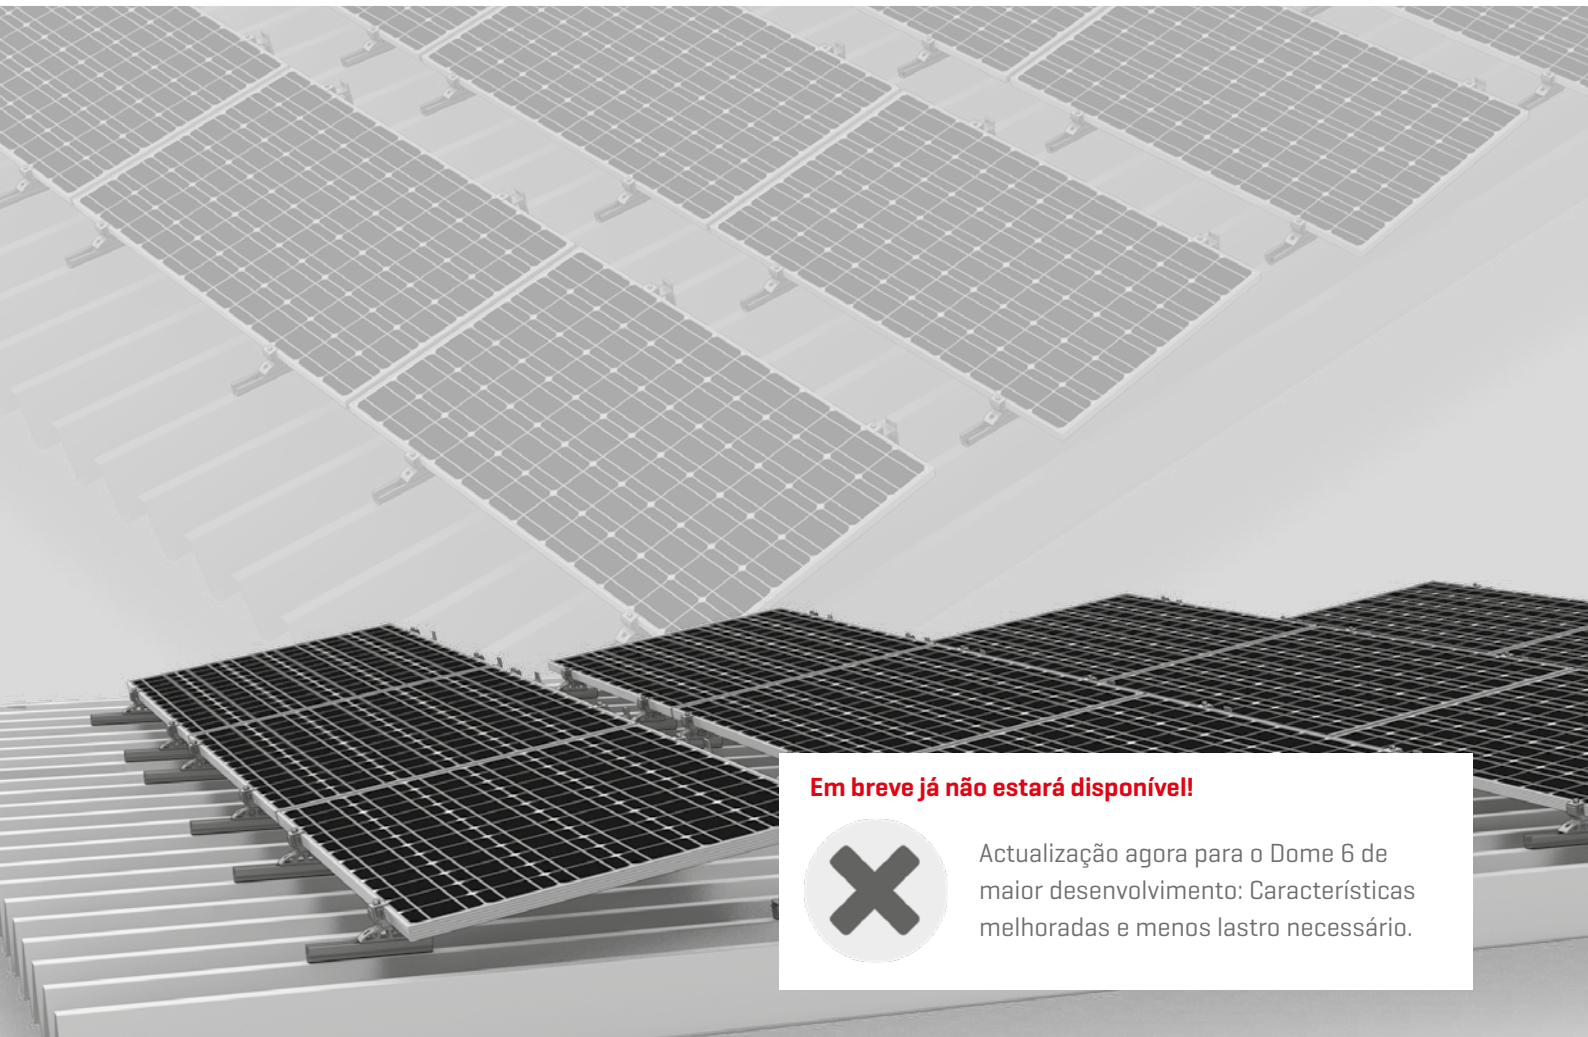 Em breve já não estará disponível!
Actualização agora para o Dome 6 de
maior desenvolvimento: Características
melhoradas e menos lastro necessário.